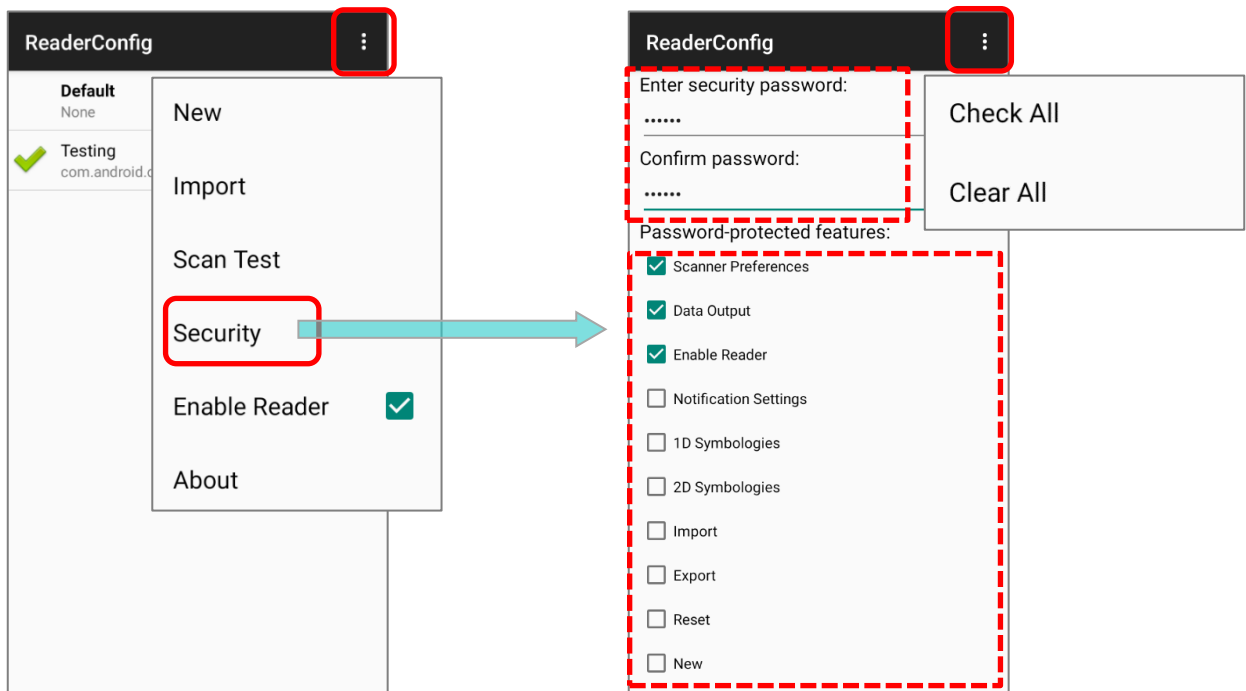 ReaderConfig
Default
None
Testing
com.android.
New
Import
Scan Test
Security
Enable Reader
About
ReaderConfig
Enter security password:
••••••
Confirm password:
••••••
Password-protected features:
Scanner Preferences
Data Output
Enable Reader
Notification Settings
1D Symbologies
2D Symbologies
Import
Export
Reset
New
Check All
Clear All